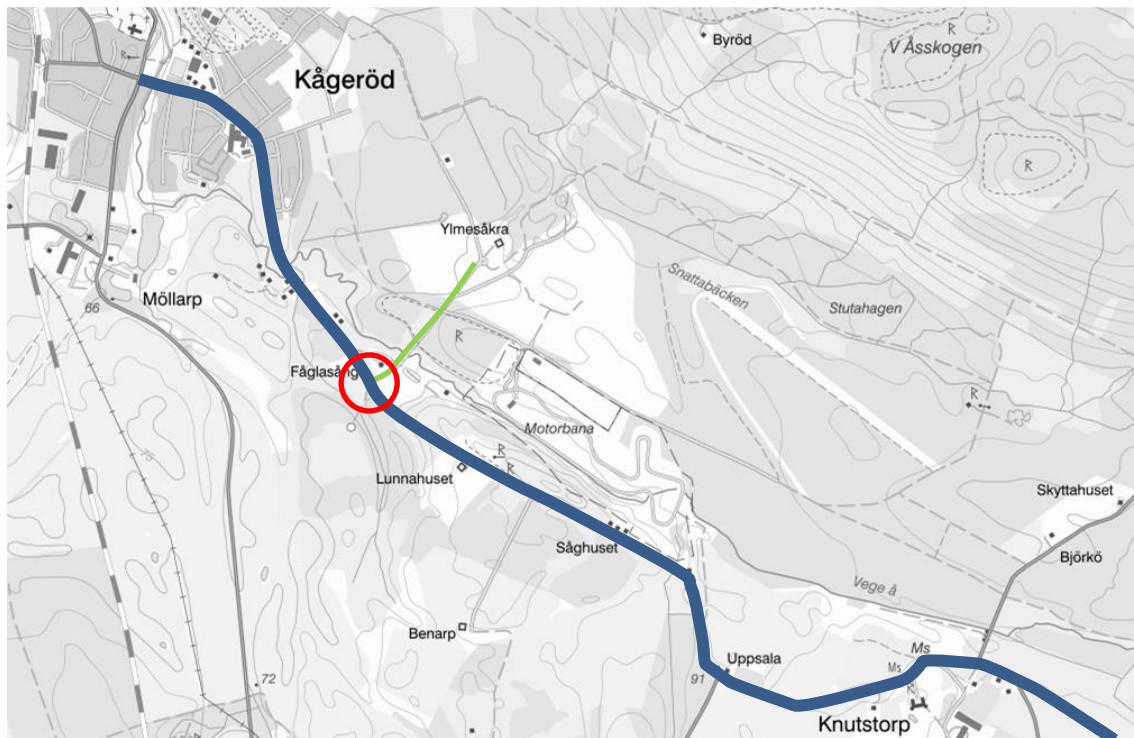 Byröd
R
V Åsskogen
R
Kågeröd
R
Ylmesåkra
Snattabäcken
Stutahagen
Möllarp
66
R
Fåglasång
R
Motorbana
75
R
Lunnahuset
R
Skyttahuset
Såghuset
Björkö
Vege å
Benarp
Ms
Uppsala
Ms
91
72
R
Knutstorp